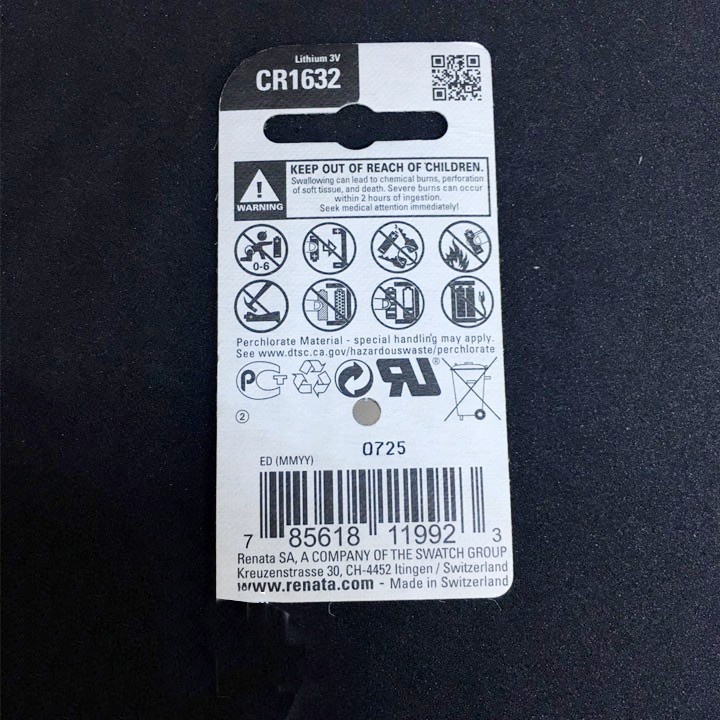 Lithium 3V
CR1632
KEEP OUT OF REACH OF CHILDREN.
Swallowing can lead to chemical burns, perforation
of soft tissue, and death. Severe burns can occur
within 2 hours of ingestion.
Seek medical attention immediately!
WARNING
0-6
Perchlorate Material - special handling may apply.
See www.dtsc.ca.gov/hazardouswaste/perchlorate
PCT
UR®
2
0725
ED (MMYY)
7 85618 11992 3
Renata SA, A COMPANY OF THE SWATCH GROUP
Kreuzenstrasse 30, CH-4452 Itingen / Switzerland
www.renata.com - Made in Switzerland